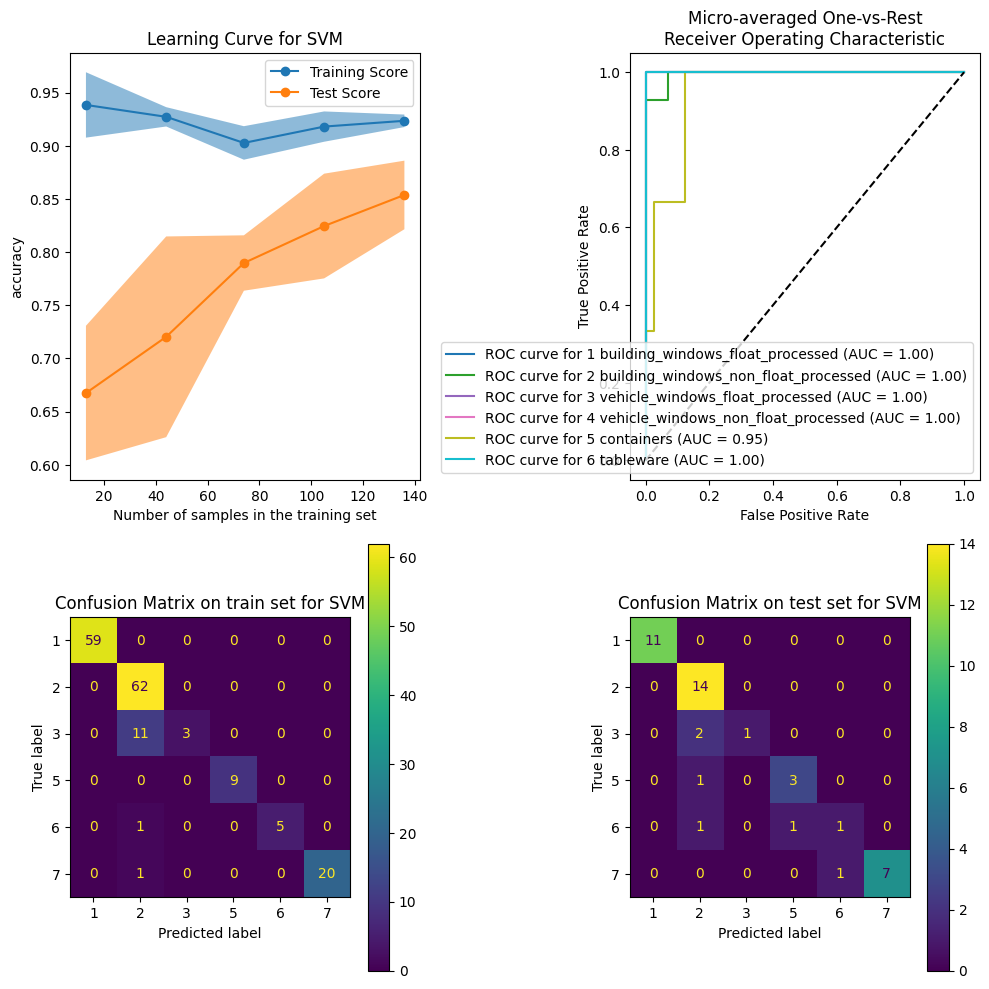 Learning Curve for SVM
Training Score
Test Score
0.95
0.90
0.85
0.80
0.75
0.70
0.65
0.60
accuracy
20 40 60 80 100 120 140
Number of samples in the training set
Micro-averaged One-vs-Rest
Receiver Operating Characteristic
1.0
0.8
0.6
0.4
0.2
True Positive Rate
ROC curve for 1 building_windows_float_processed (AUC = 1.00)
ROC curve for 2 building_windows_non_float_processed (AUC = 1.00)
ROC curve for 3 vehicle_windows_float_processed (AUC = 1.00)
ROC curve for 4 vehicle_windows_non_float_processed (AUC = 1.00)
ROC curve for 5 containers (AUC = 0.95)
ROC curve for 6 tableware (AUC = 1.00)
0.0 0.2 0.4 0.6 0.8 1.0
False Positive Rate
Confusion Matrix on train set for SVM
True label
1 59 0 0 0 0 0
2 0 62 0 0 0 0
3 0 11 3 0 0 0
5 0 0 0 9 0 0
6 0 1 0 0 5 0
7 0 1 0 0 0 20
1 2 3 5 6 7
Predicted label
60
50
40
30
20
10
0
Confusion Matrix on test set for SVM
True label
1 11 0 0 0 0 0
2 0 14 0 0 0 0
3 0 2 1 0 0 0
5 0 1 0 3 0 0
6 0 1 0 1 1 0
7 0 0 0 0 1 7
1 2 3 5 6 7
Predicted label
14
12
10
8
6
4
2
0